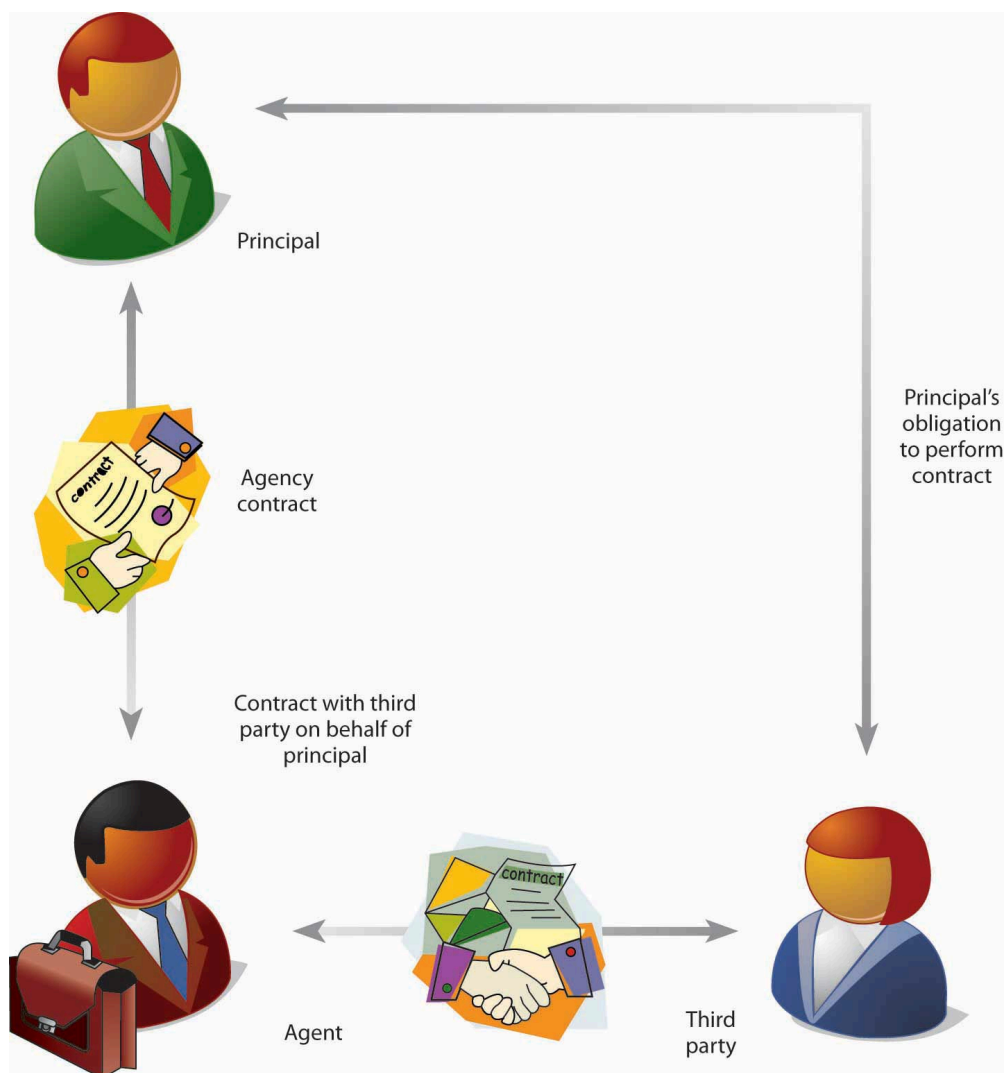 Principal
contract
Agency
contract
Principal's
obligation
to perform
contract
Contract with third
party on behalf of
principal
contract
Agent
Third
party